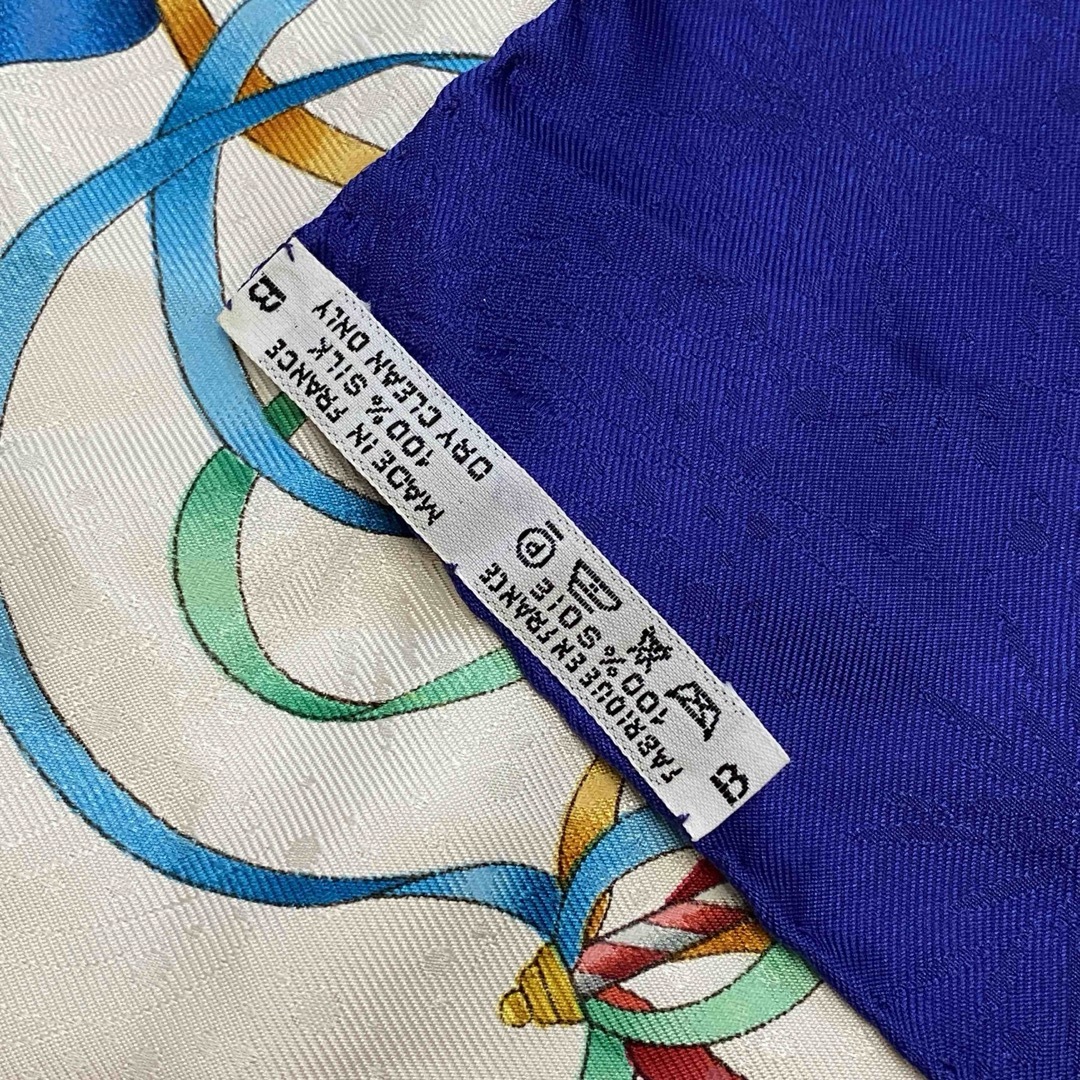 B
MADE IN FRANCE
100% SILK
DRY CLEAN ONLY
P
FABRIQUE EN FRANCE
100% SOIE
B